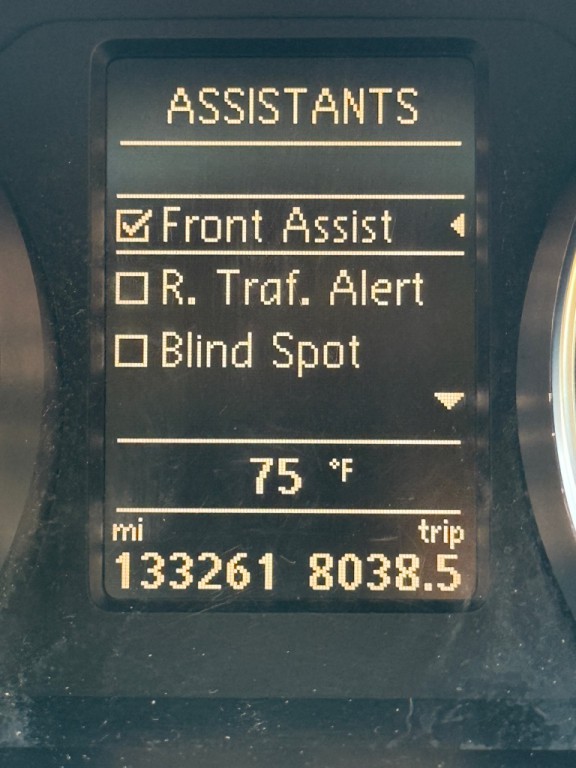 ASSISTANTS
Front Assist
R. Traf. Alert
Blind Spot
75 °F
mi trip
133261 8038.5